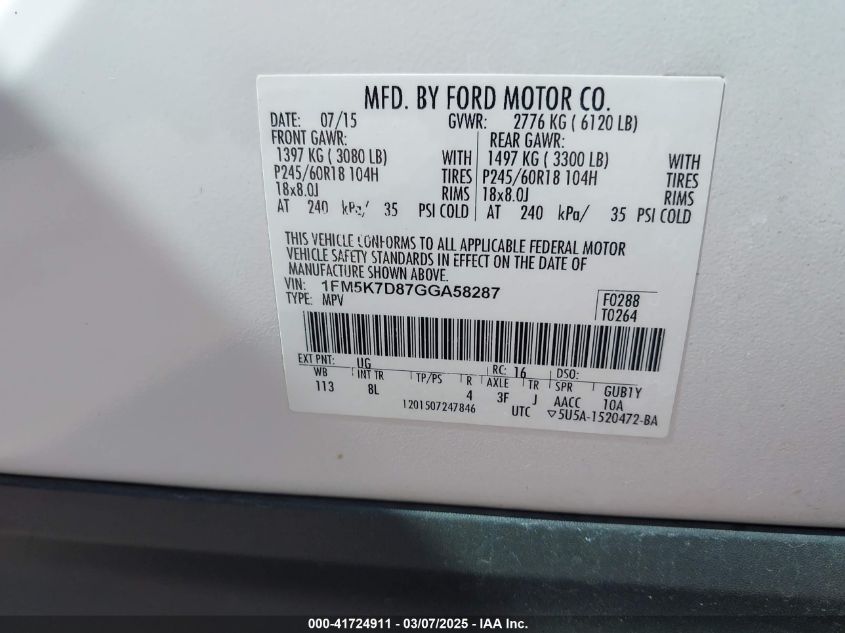 MFD. BY FORD MOTOR CO.
DATE: 07/15 GVWR: 2776 KG ( 6120 LB)
FRONT GAWR: REAR GAWR:
1397 KG ( 3080 LB) WITH 1497 KG ( 3300 LB) WITH
P245/60R18 104H TIRES P245/60R18 104H TIRES
18x8.0J RIMS 18x8.0J RIMS
AT 240 kPa/ 35 PSI COLD AT 240 kPa/ 35 PSI COLD
THIS VEHICLE CONFORMS TO ALL APPLICABLE FEDERAL MOTOR
VEHICLE SAFETY STANDARDS IN EFFECT ON THE DATE OF
MANUFACTURE SHOWN ABOVE.
VIN: 1FM5K7D87GGA58287 F0288
TYPE: MPV T0264
EXT PNT: UG RC: 16 DSO:
WB INT TR TP/PS R AXLE TR SPR GUB1Y
113 8L 4 3F J AACC 10A
1201507247846 UTC ▽5U5A-1520472-BA
000-41724911 — 03/07/2025 — IAA Inc.